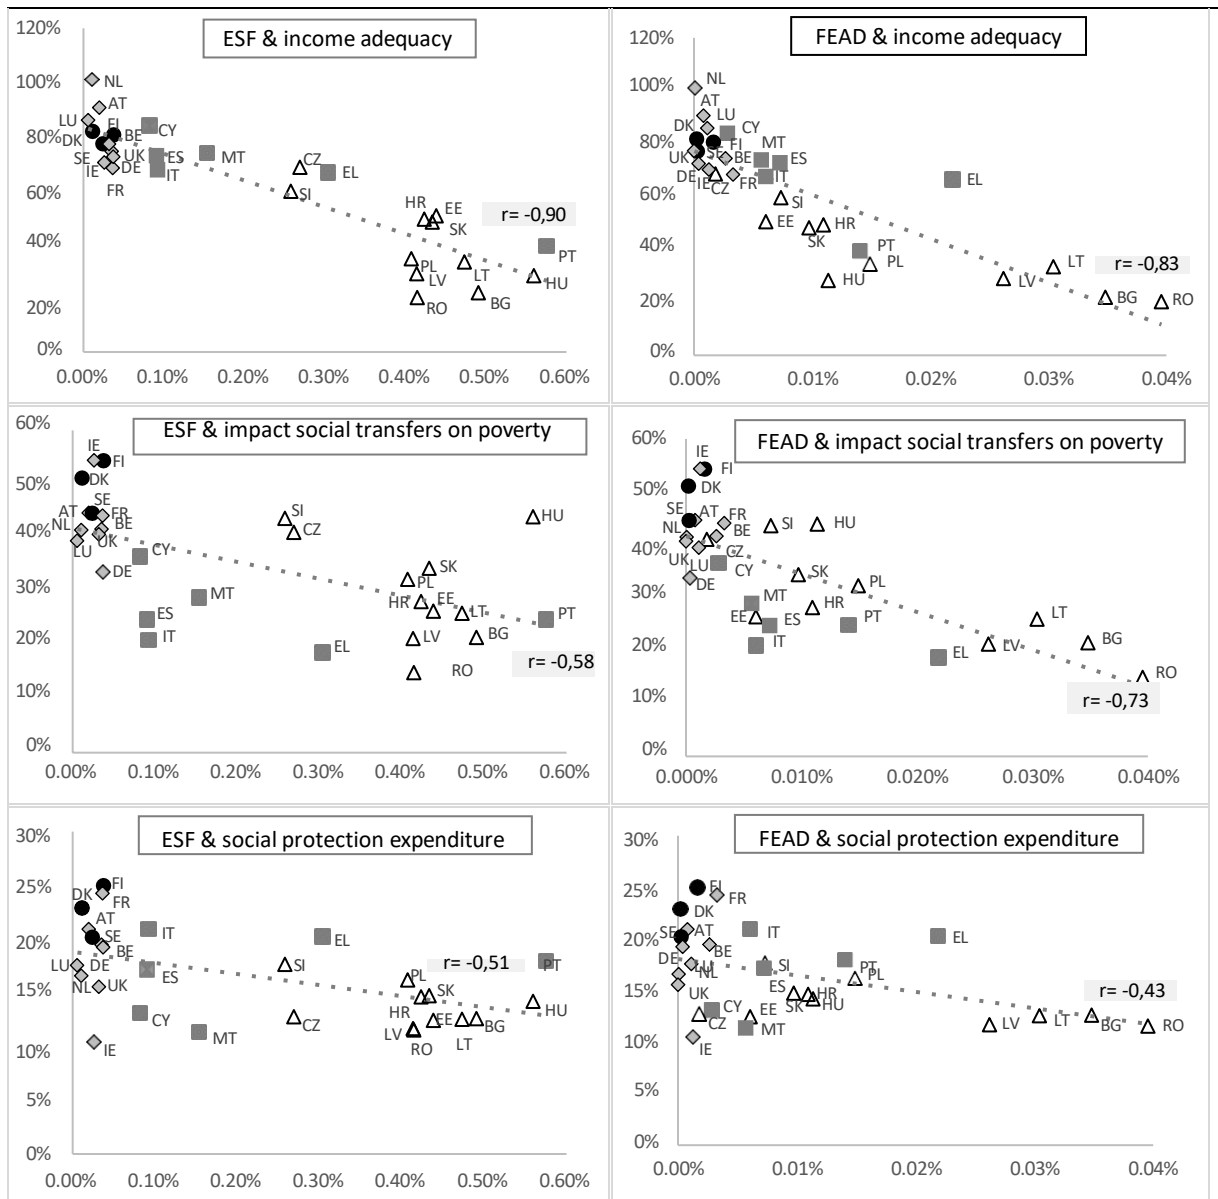 ESF & income adequacy
120%
100%
80%
60%
40%
20%
0%
NL
AT
LU
FI
DK
BE
CY
SE
UK
ES
MT
IE
DE
IT
FR
CZ
EL
SI
HR
EE
SK
r= -0,90
PT
PL
LT
LV
HU
RO
BG
0.00%
0.10%
0.20%
0.30%
0.40%
0.50%
0.60%
FEAD & income adequacy
120%
100%
80%
60%
40%
20%
0%
NL
AT
LU
DK
CY
FI
MT
UK
SE
BE
ES
DE
IE
CZ
FR
IT
EL
SI
EE
SK
HR
PT
PL
HU
LT
r= -0,83
LV
BG
RO
0.00%
0.01%
0.02%
0.03%
0.04%
ESF & impact social transfers on poverty
60%
50%
40%
30%
20%
10%
0%
IE
FI
DK
SE
AT
FR
NL
BE
UK
LU
CY
DE
SI
CZ
HU
MT
ES
IT
EL
SK
PL
HR
EE
LT
PT
LV
BG
RO
r= -0,58
0.00%
0.10%
0.20%
0.30%
0.40%
0.50%
0.60%
FEAD & impact social transfers on poverty
60%
50%
40%
30%
20%
10%
0%
IE
FI
DK
SE
AT
FR
NL
BE
SI
HU
UK
LU
CZ
DE
CY
SK
PL
MT
HR
EE
ES
PT
IT
EL
LT
LV
BG
RO
r= -0,73
0.000%
0.010%
0.020%
0.030%
0.040%
ESF & social protection expenditure
30%
25%
20%
15%
10%
5%
0%
FI
DK
FR
AT
SE
BE
IT
EL
LU
DE
ES
SI
r= -0,51
PT
NL
UK
PL
SK
HU
CY
HR
CZ
EE
BG
MT
LV
IE
RO
LT
0.00%
0.10%
0.20%
0.30%
0.40%
0.50%
0.60%
FEAD & social protection expenditure
30%
25%
20%
15%
10%
5%
0%
FI
FR
DK
SE
AT
IT
EL
BE
DE
LU
NL
SI
PT
PL
ES
UK
SK
HR
HU
r= -0,43
CY
EE
CZ
MT
IE
LV
LT
BG
RO
0.00%
0.01%
0.02%
0.03%
0.04%